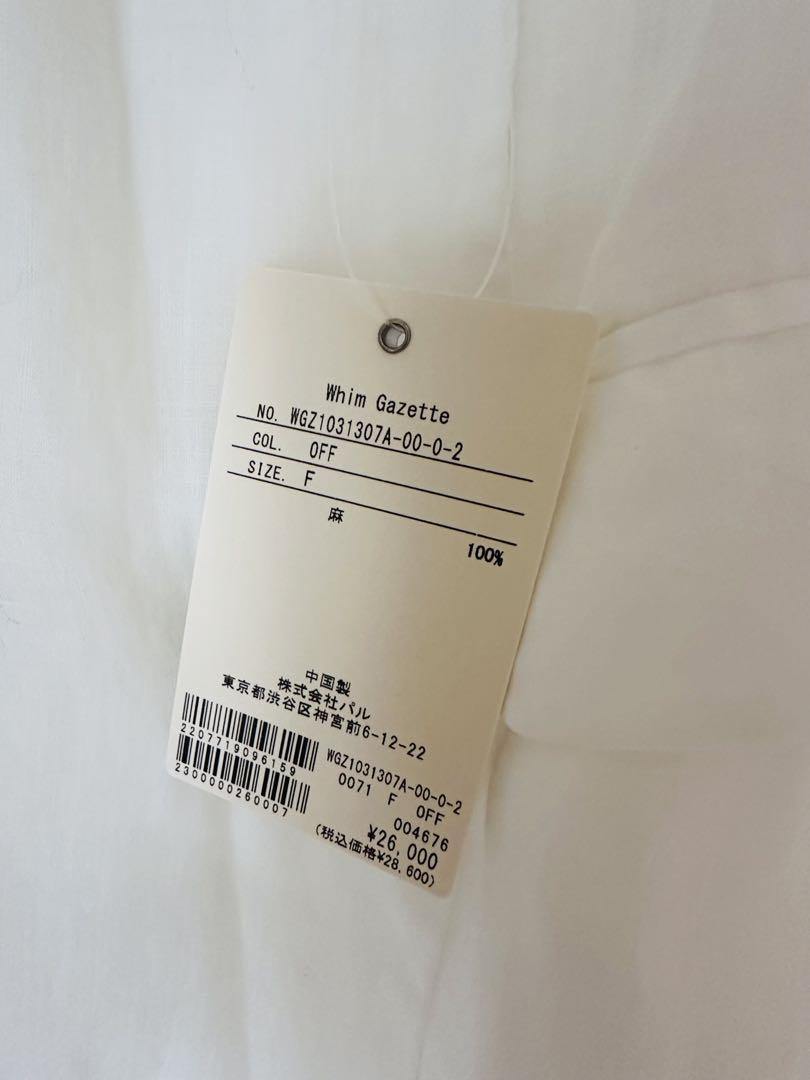 Whim Gazette
NO. WGZ1031307A-00-0-2
COL. OFF
SIZE. F
麻
100%
中国製
株式会社パル
東京都渋谷区神宮前6-12-22
2207719096159
2300000260007
WGZ1031307A-00-0-2
0071 F OFF
004676
¥26,000
(税込価格¥28,600)